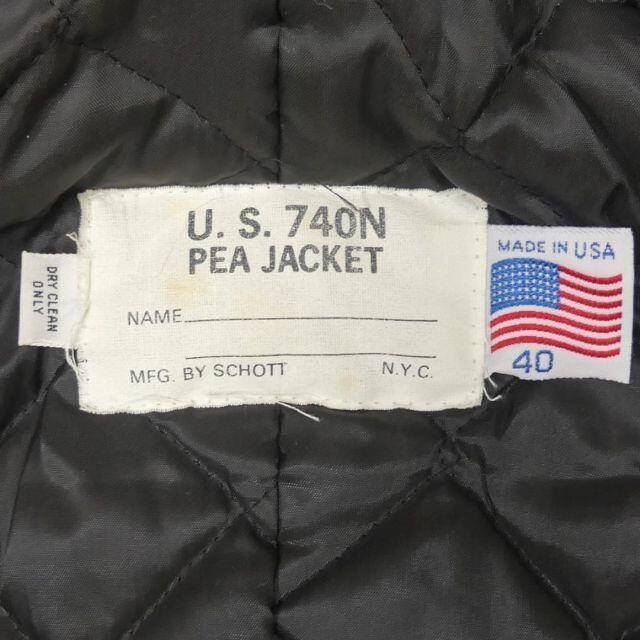 U. S. 740N
PEA JACKET
NAME
MFG. BY SCHOTT N.Y.C.
DRY CLEAN
ONLY
MADE IN USA
40